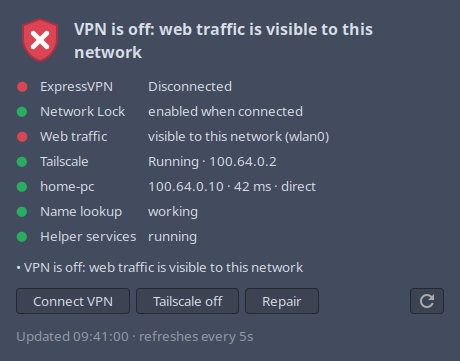 VPN is off: web traffic is visible to this
network
ExpressVPN Disconnected
Network Lock enabled when connected
Web traffic visible to this network (wlan0)
Tailscale Running · 100.64.0.2
home-pc 100.64.0.10 · 42 ms · direct
Name lookup working
Helper services running
• VPN is off: web traffic is visible to this network
Connect VPN Tailscale off Repair
Updated 09:41:00 · refreshes every 5s